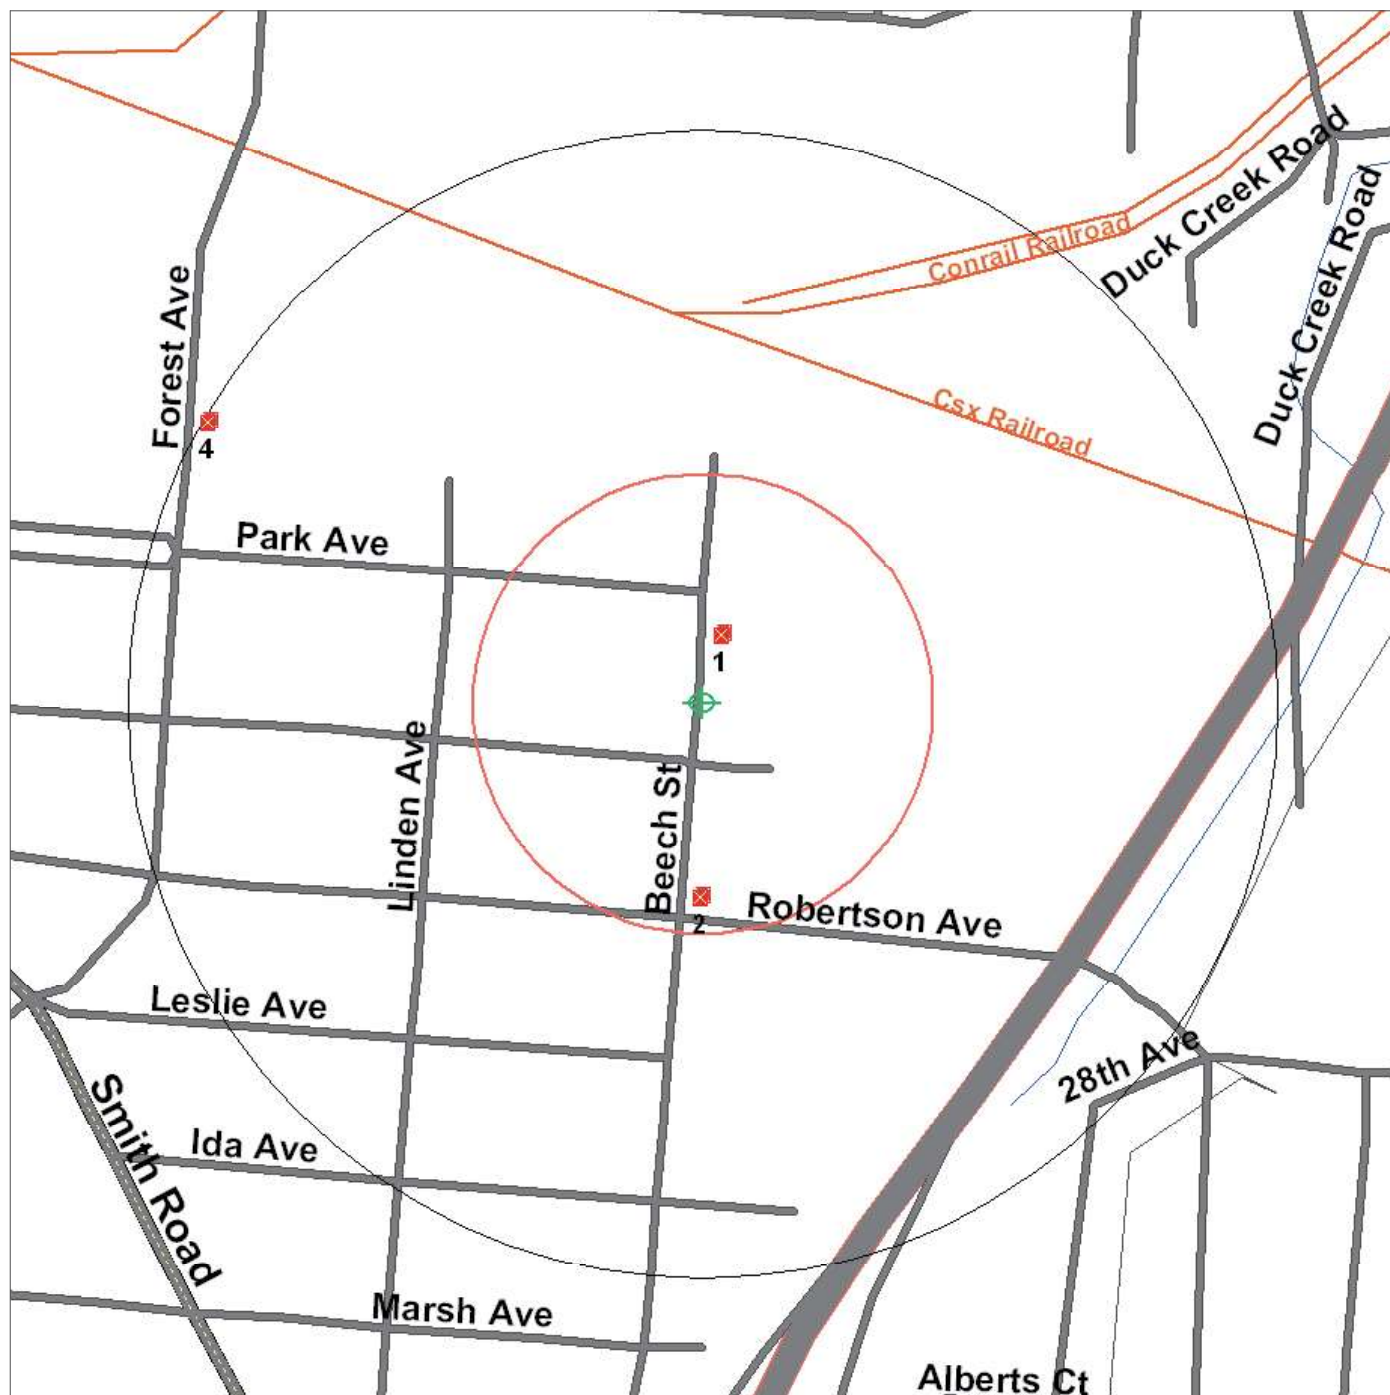 Duck Creek Road
Conrail Railroad
Duck Creek Road
Forest Ave
Csx Railroad
4
Park Ave
1
Linden Ave
Beech St
2
Robertson Ave
Leslie Ave
28th Ave
Smith Road
Ida Ave
Marsh Ave
Alberts Ct